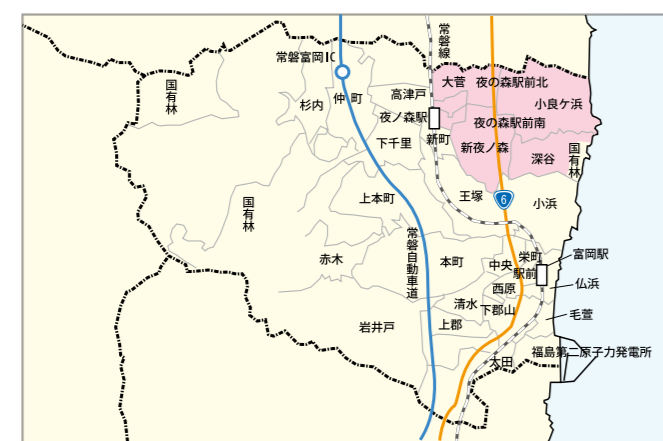 常磐線
常磐富岡IC
国有林
杉内
仲町
高津戸
大菅
夜の森駅前北
小良ケ浜
夜ノ森駅
夜の森駅前南
新町
下千里
新夜ノ森
深谷
国有林
上本町
王塚
6
小浜
国有林
常磐自動車道
赤木
本町
中央
栄町
駅前
富岡駅
西原
仏浜
清水
下郡山
毛萱
岩井戸
上郡
太田
福島第二原子力発電所